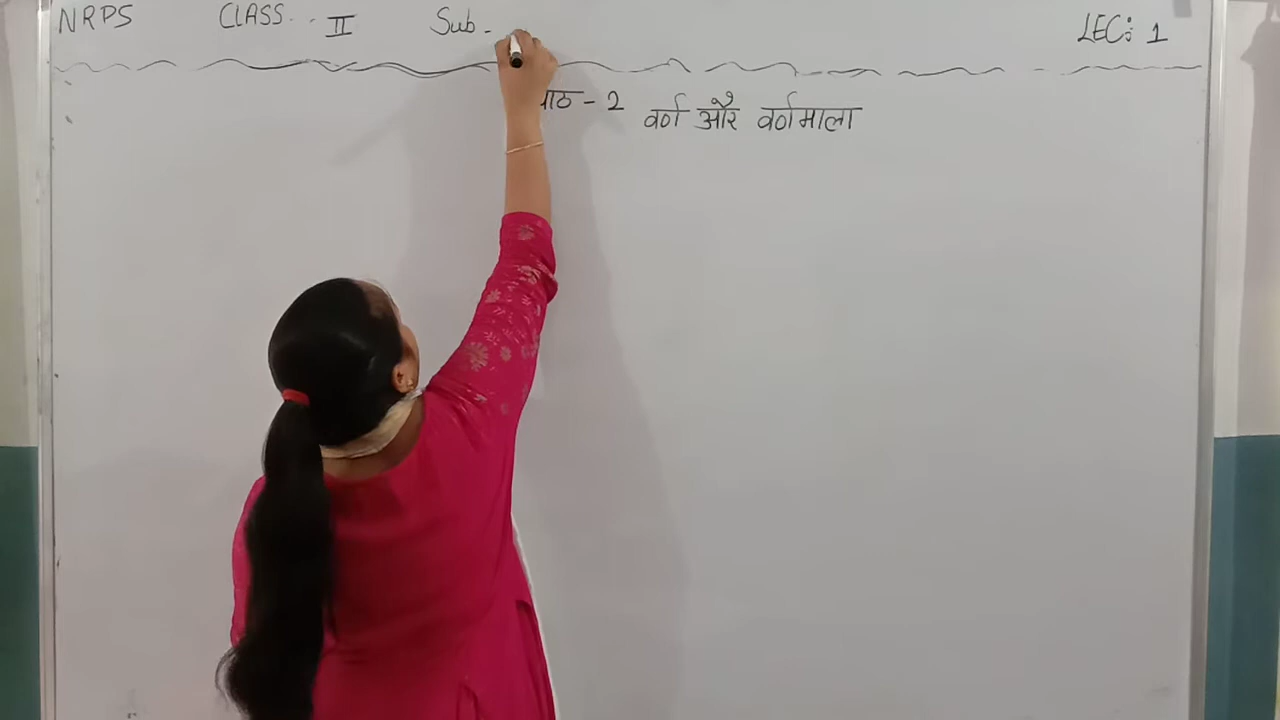 NRPS CLASS.. II Sub - LEC: 1
पाठ - 2 वर्ण और वर्णमाला